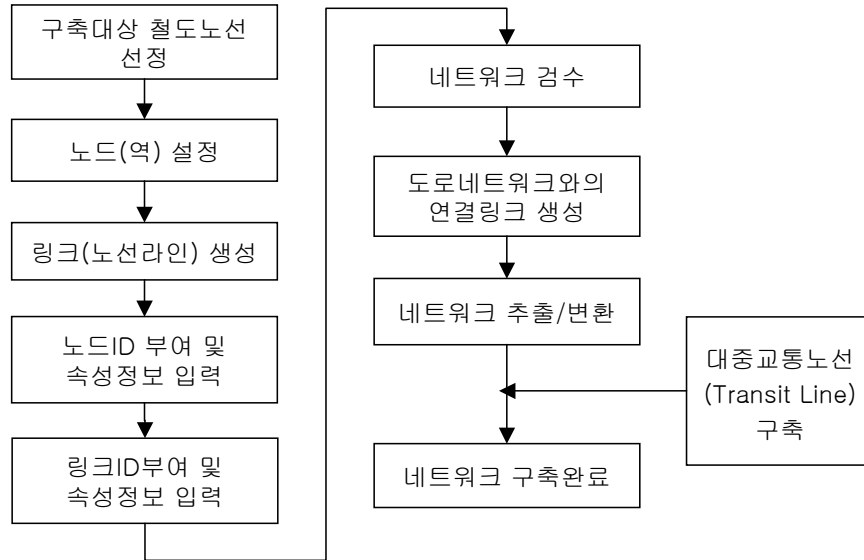 구축대상 철도노선
선정
노드(역) 설정
링크(노선라인) 생성
노드ID 부여 및
속성정보 입력
링크ID부여 및
속성정보 입력
네트워크 검수
도로네트워크와의
연결링크 생성
네트워크 추출/변환
대중교통노선
(Transit Line)
구축
네트워크 구축완료